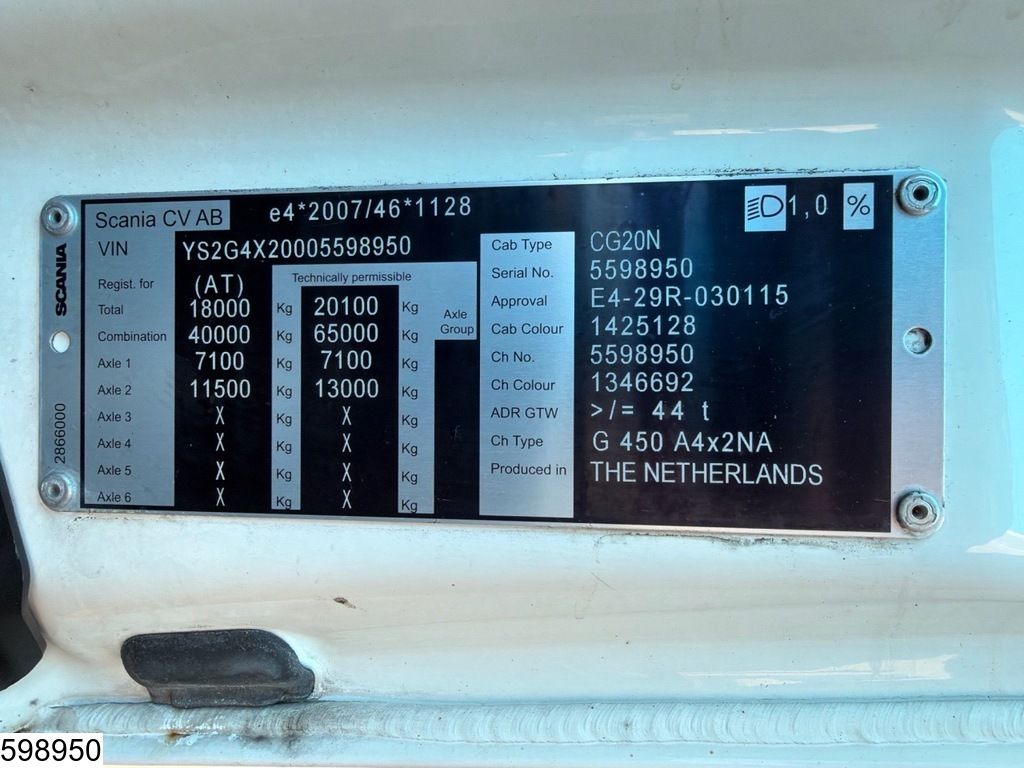 Scania CV AB e4*2007/46*1128 1,0 %
VIN YS2G4X20005598950
Regist. for (AT) Technically permissible
Total 18000 Kg 20100 Kg Axle Group
Combination 40000 Kg 65000 Kg
Axle 1 7100 Kg 7100 Kg
Axle 2 11500 Kg 13000 Kg
Axle 3 X Kg X Kg
Axle 4 X Kg X Kg
Axle 5 X Kg X Kg
Axle 6 X Kg X Kg
Cab Type CG20N
Serial No. 5598950
Approval E4-29R-030115
Cab Colour 1425128
Ch No. 5598950
Ch Colour 1346692
ADR GTW >/= 44 t
Ch Type G 450 A4x2NA
Produced in THE NETHERLANDS
SCANIA
2866000
598950